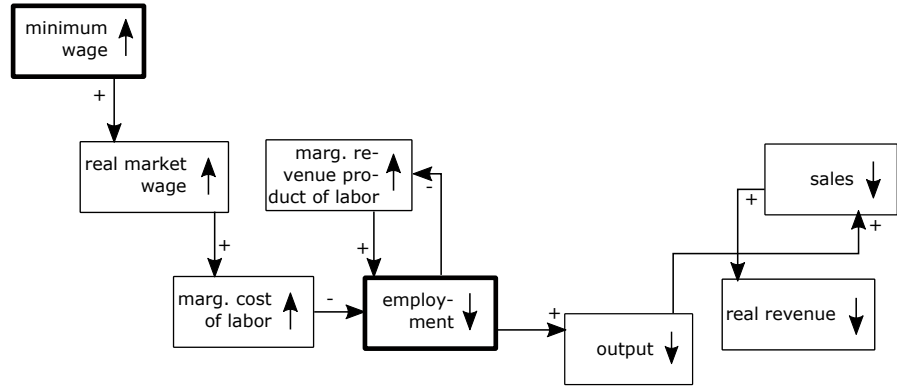 minimum
wage
+
real market
wage
+
marg. cost
of labor
-
marg. re-
venue pro-
duct of labor
+
-
employ-
ment
+
output
+
sales
+
real revenue